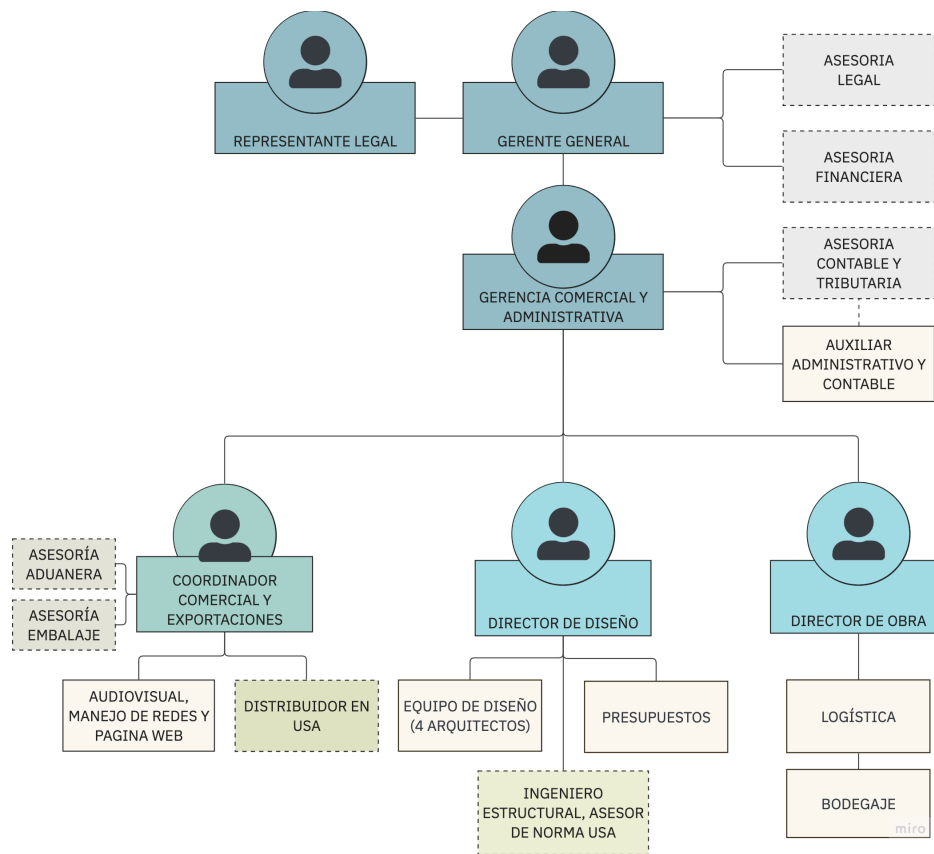 REPRESENTANTE LEGAL
GERENTE GENERAL
ASESORIA
LEGAL
ASESORIA
FINANCIERA
GERENCIA COMERCIAL Y
ADMINISTRATIVA
ASESORIA
CONTABLE Y
TRIBUTARIA
AUXILIAR
ADMINISTRATIVO Y
CONTABLE
ASESORÍA
ADUANERA
ASESORÍA
EMBALAJE
COORDINADOR
COMERCIAL Y
EXPORTACIONES
DIRECTOR DE DISEÑO
DIRECTOR DE OBRA
AUDIOVISUAL,
MANEJO DE REDES Y
PAGINA WEB
DISTRIBUIDOR EN
USA
EQUIPO DE DISEÑO
(4 ARQUITECTOS)
PRESUPUESTOS
LOGÍSTICA
INGENIERO
ESTRUCTURAL, ASESOR
DE NORMA USA
BODEGAJE
miro